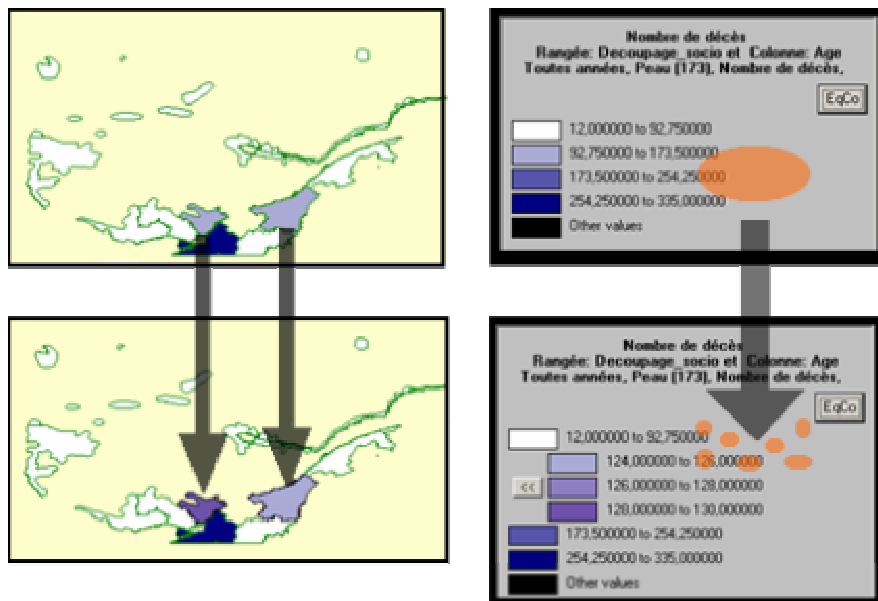 Nombre de décès
Rangée: Decoupage_socio et Colonne: Age
Toutes années, Peau (173), Nombre de décès,
EqCo
12,000000 to 92,750000
92,750000 to 173,500000
173,500000 to 254,250000
254,250000 to 335,000000
Other values
Nombre de décès
Rangée: Decoupage_socio et Colonne: Age
Toutes années, Peau (173), Nombre de décès,
EqCo
12,000000 to 92,750000
124,000000 to 126,000000
<< 126,000000 to 128,000000
128,000000 to 130,000000
173,500000 to 254,250000
254,250000 to 335,000000
Other values